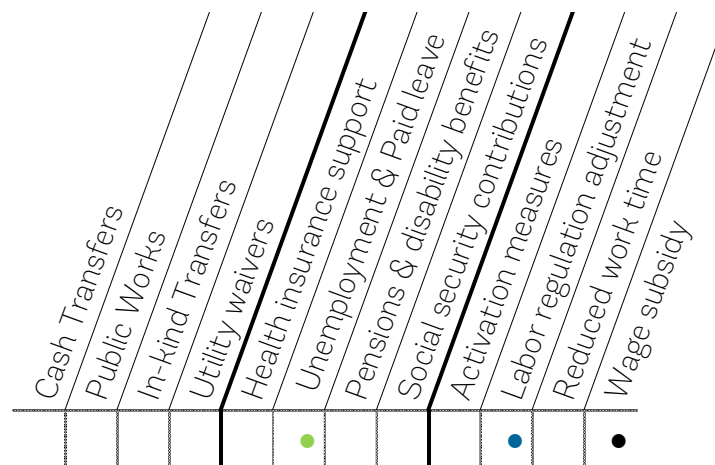 Cash Transfers
Public Works
In-kind Transfers
Utility waivers
Health insurance support
Unemployment & Paid leave
Pensions & disability benefits
Social security contributions
Activation measures
Labor regulation adjustment
Reduced work time
Wage subsidy